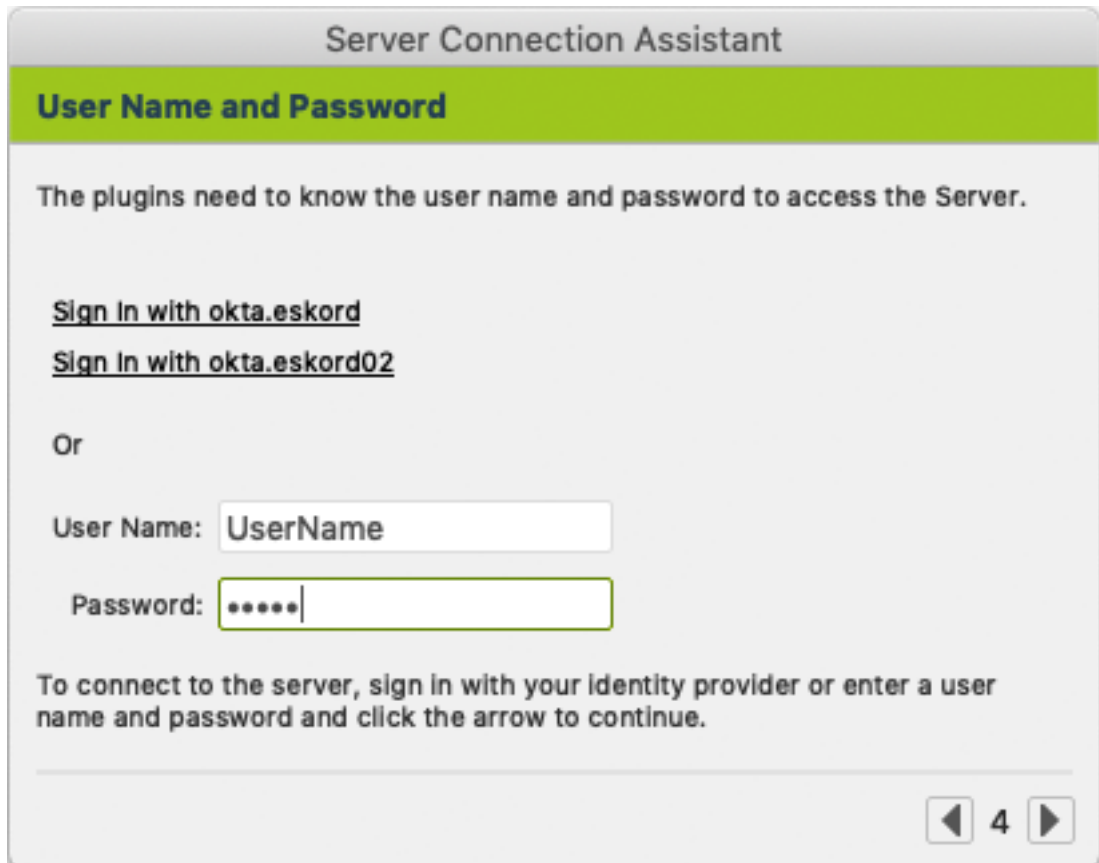 Server Connection Assistant
User Name and Password
The plugins need to know the user name and password to access the Server.
Sign In with okta.eskord
Sign In with okta.eskord02
Or
User Name: UserName
Password: •••••
To connect to the server, sign in with your identity provider or enter a user
name and password and click the arrow to continue.
4